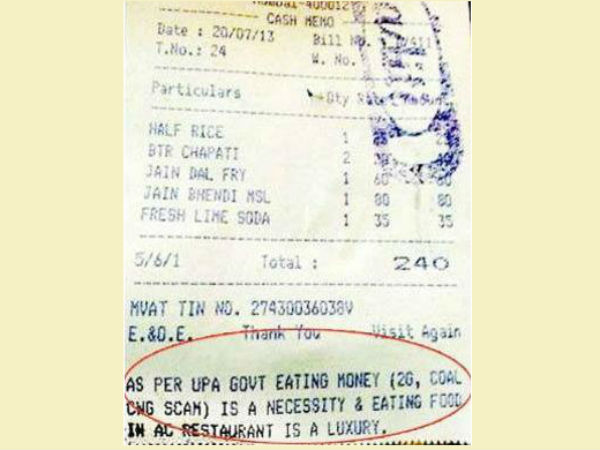 CASH MEMO
Date : 20/07/13 Bill No.
T.No.: 24 W. No.
Particulars Qty Rate
HALF RICE 1
BTR CHAPATI 2
JAIN DAL FRY 1 60
JAIN BHENDI MSL 1 80 80
FRESH LIME SODA 1 35 35
5/6/1 Total : 240
MVAT TIN NO. 27430036038V
E.&O.E. Thank You Visit Again
AS PER UPA GOVT EATING MONEY (2G, COAL
CWG SCAM) IS A NECESSITY & EATING FOOD
IN AC RESTAURANT IS A LUXURY.